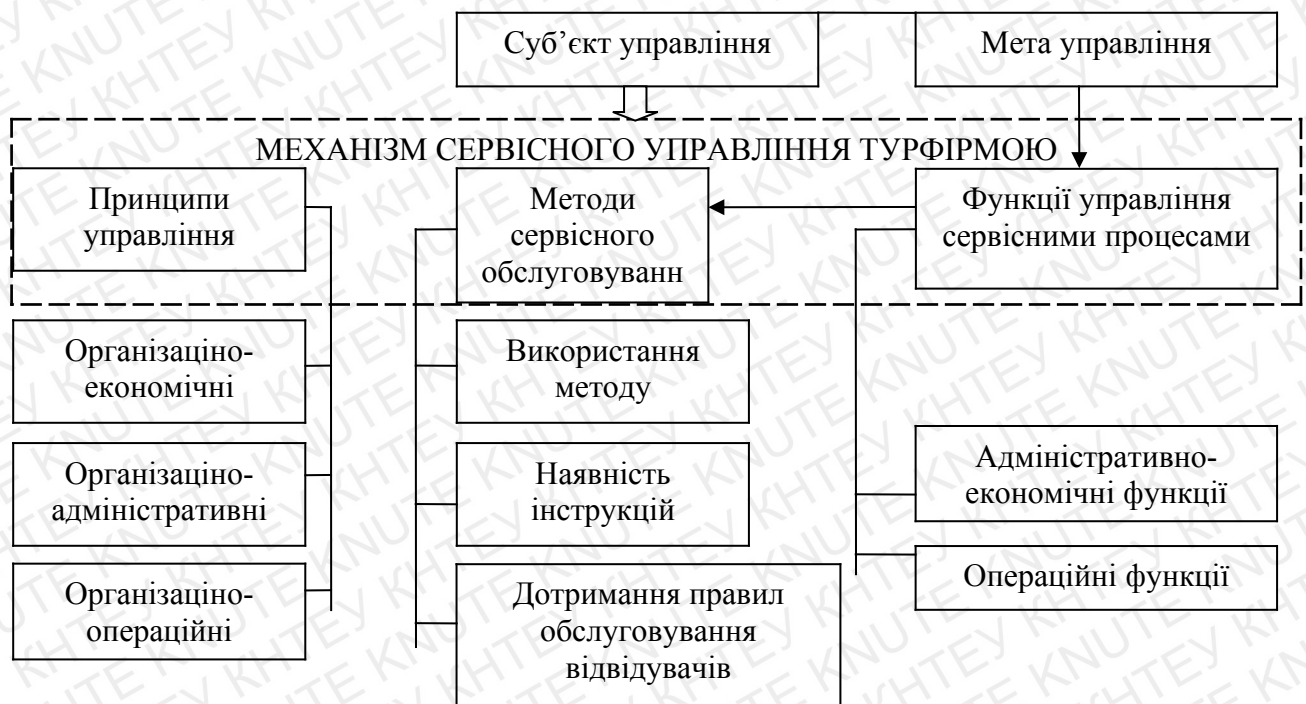 Суб’єкт управління
Мета управління
МЕХАНІЗМ СЕРВІСНОГО УПРАВЛІННЯ ТУРФІРМОЮ
Принципи
управління
Методи
сервісного
обслуговуванн
Функції управління
сервісними процесами
Організаціно-
економічні
Використання
методу
Організаціно-
адміністративні
Наявність
інструкцій
Адміністративно-
економічні функції
Організаціно-
операційні
Дотримання правил
обслуговування
відвідувачів
Операційні функції